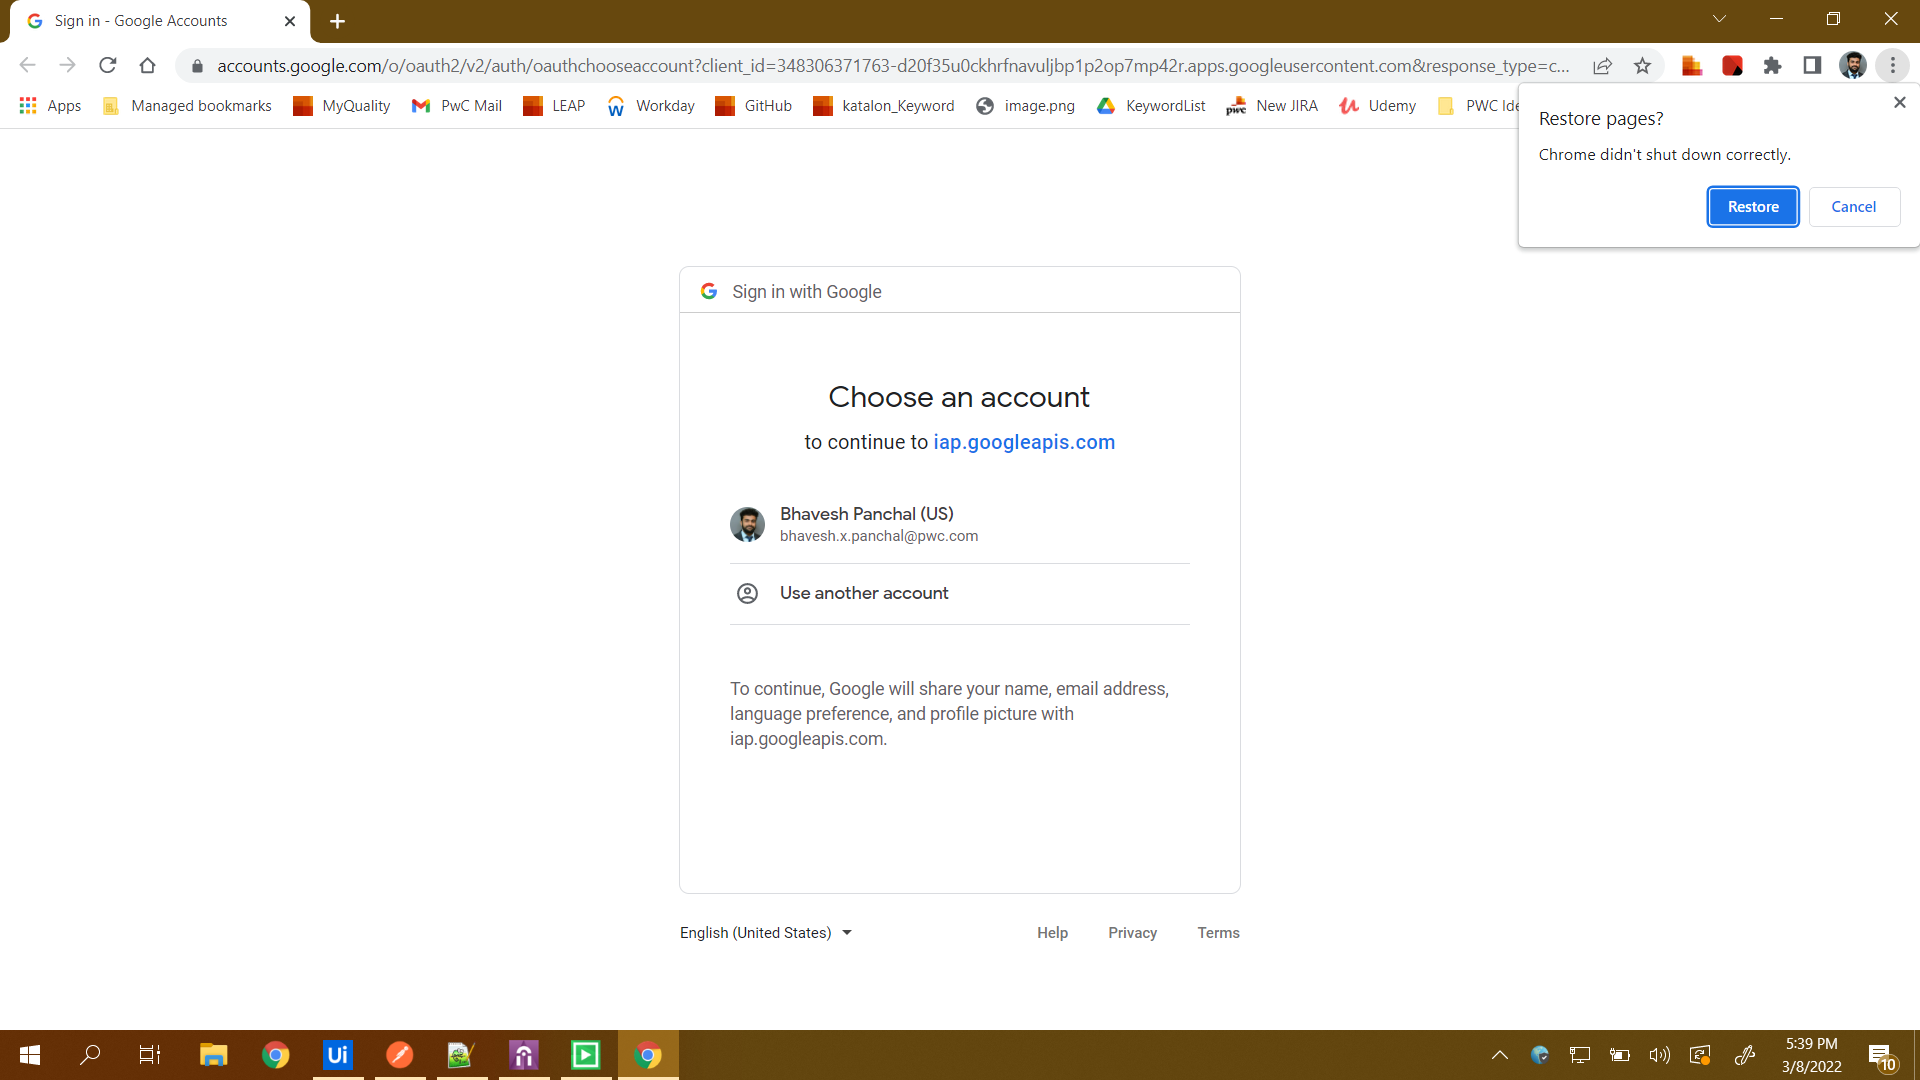 Sign in - Google Accounts
accounts.google.com/o/oauth2/v2/auth/oauthchooseaccount?client_id=348306371763-d20f35u0ckhrfnavuljbp1p2op7mp42r.apps.googleusercontent.com&response_type=c...
Apps Managed bookmarks MyQuality PwC Mail LEAP Workday GitHub katalon_Keyword image.png KeywordList pwc New JIRA Udemy PWC Ide
Restore pages?
Chrome didn't shut down correctly.
Restore Cancel
Sign in with Google
Choose an account
to continue to iap.googleapis.com
Bhavesh Panchal (US)
bhavesh.x.panchal@pwc.com
Use another account
To continue, Google will share your name, email address,
language preference, and profile picture with
iap.googleapis.com.
English (United States) Help Privacy Terms
Ui
5:39 PM
3/8/2022
10